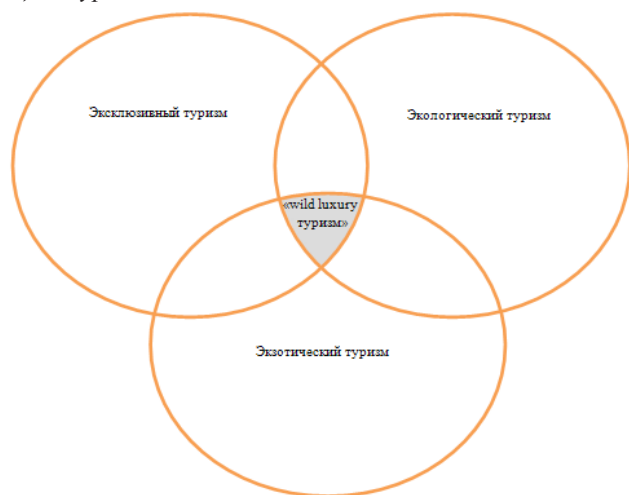 Эксклюзивный туризм
Экологический туризм
«wild luxury
туризм»
Экзотический туризм